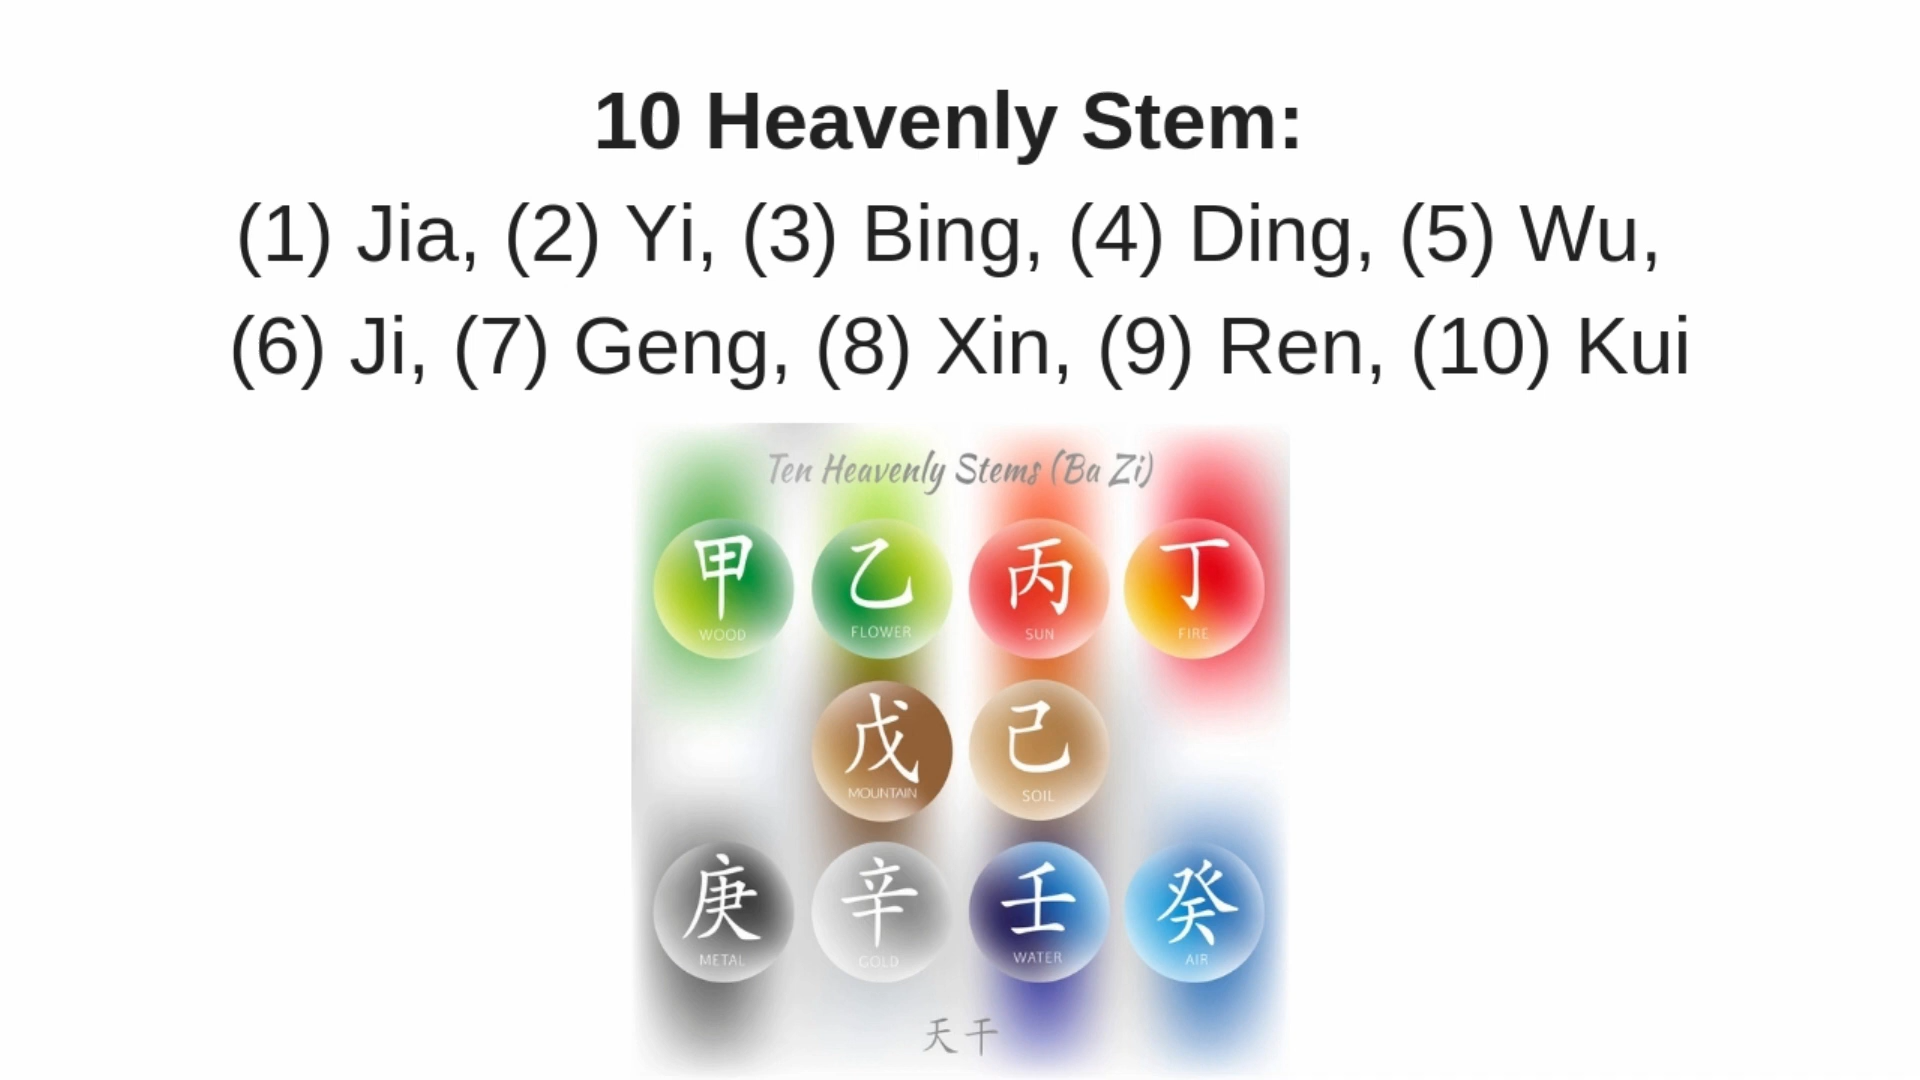 10 Heavenly Stem:
(1) Jia, (2) Yi, (3) Bing, (4) Ding, (5) Wu,
(6) Ji, (7) Geng, (8) Xin, (9) Ren, (10) Kui
Ten Heavenly Stems (Ba Zi)
甲 乙 丙 丁
WOOD FLOWER SUN FIRE
戊 己
MOUNTAIN SOIL
庚 辛 壬 癸
METAL GOLD WATER AIR
天干